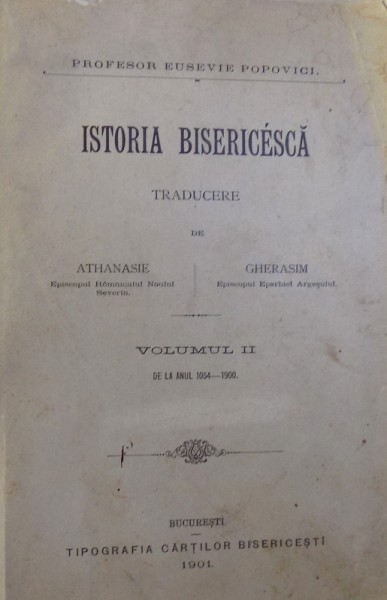 PROFESOR EUSEVIE POPOVICI.
ISTORIA BISERICÉSCĂ
TRADUCERE
DE
ATHANASIE
Episcopul Râmnicului Noului
Severin.
GHERASIM
Episcopul Eparhiei Argeșului.
VOLUMUL II
DE LA ANUL 1054—1900.
BUCUREȘTI
TIPOGRAFIA CĂRȚILOR BISERICEȘTI
1901.